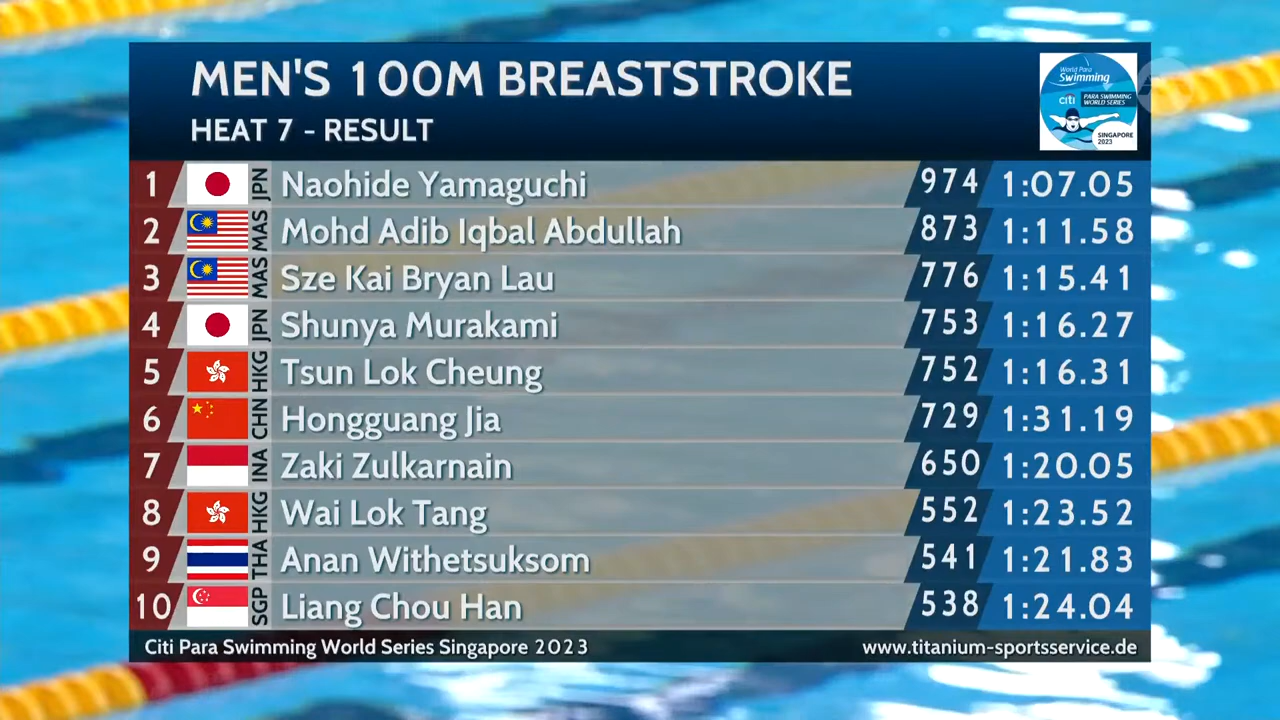 MEN'S 100M BREASTSTROKE
HEAT 7 - RESULT
World Para
Swimming
citi PARA SWIMMING
WORLD SERIES
SINGAPORE
2023
1 JPN Naohide Yamaguchi 974 1:07.05
2 MAS Mohd Adib Iqbal Abdullah 873 1:11.58
3 MAS Sze Kai Bryan Lau 776 1:15.41
4 JPN Shunya Murakami 753 1:16.27
5 HKG Tsun Lok Cheung 752 1:16.31
6 CHN Hongguang Jia 729 1:31.19
7 INA Zaki Zulkarnain 650 1:20.05
8 HKG Wai Lok Tang 552 1:23.52
9 THA Anan Withetsuksom 541 1:21.83
10 SGP Liang Chou Han 538 1:24.04
Citi Para Swimming World Series Singapore 2023 www.titanium-sportsservice.de